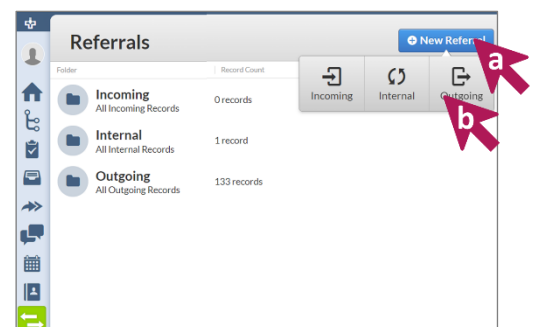 Referrals
New Referral
a
Folder
Record Count
Incoming
Internal
Outgoing
b
Incoming
All Incoming Records
0 records
Internal
All Internal Records
1 record
Outgoing
All Outgoing Records
133 records